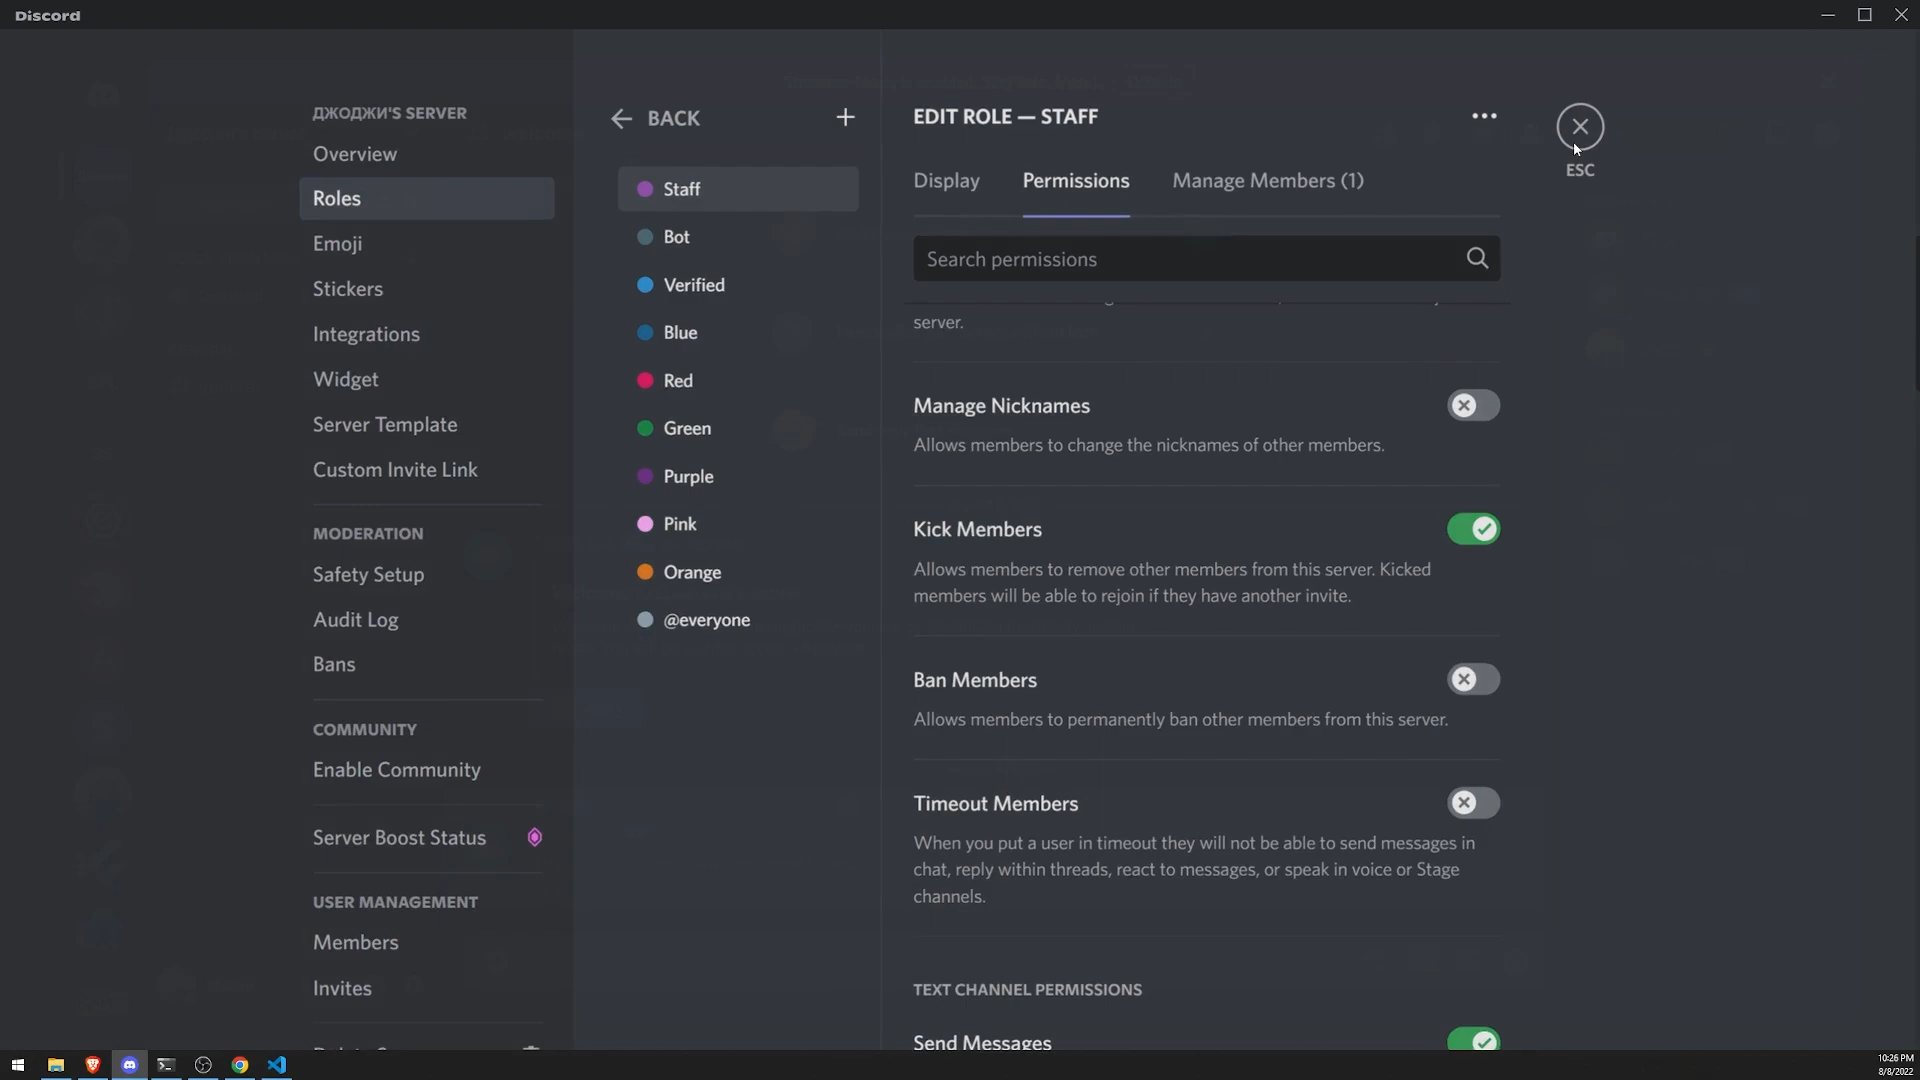 Discord
ДЖОДЖИ'S SERVER
Overview
Roles
Emoji
Stickers
Integrations
Widget
Server Template
Custom Invite Link
MODERATION
Safety Setup
Audit Log
Bans
COMMUNITY
Enable Community
Server Boost Status
USER MANAGEMENT
Members
Invites
BACK
Staff
Bot
Verified
Blue
Red
Green
Purple
Pink
Orange
@everyone
EDIT ROLE — STAFF
Display
Permissions
Manage Members (1)
Search permissions
server.
Manage Nicknames
Allows members to change the nicknames of other members.
Kick Members
Allows members to remove other members from this server. Kicked
members will be able to rejoin if they have another invite.
Ban Members
Allows members to permanently ban other members from this server.
Timeout Members
When you put a user in timeout they will not be able to send messages in
chat, reply within threads, react to messages, or speak in voice or Stage
channels.
TEXT CHANNEL PERMISSIONS
Send Messages
ESC
10:26 PM
8/8/2022